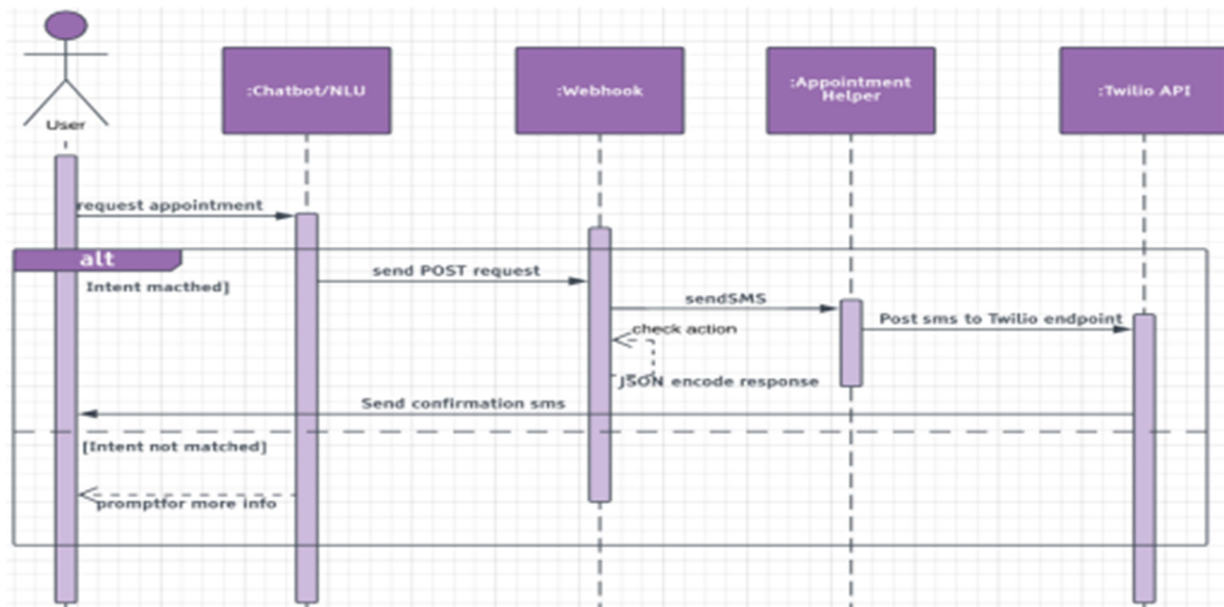 User
:Chatbot/NLU
:Webhook
:Appointment
Helper
:Twilio API
request appointment
alt
Intent macthed]
send POST request
sendSMS
Post sms to Twilio endpoint
check action
JSON encode response
Send confirmation sms
[Intent not matched]
promptfor more info